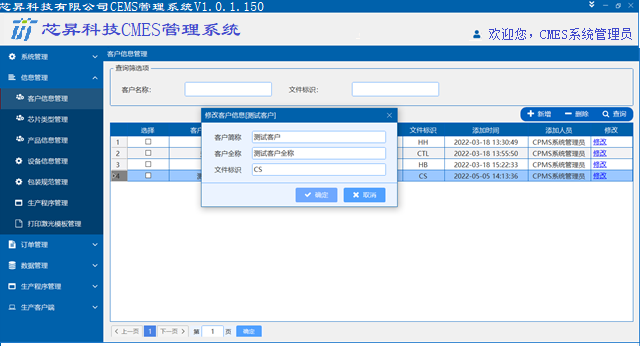 芯昇科技有限公司CEMS管理系统V1.0.1.150
芯昇科技CMES管理系统
欢迎您，CMES系统管理员
系统管理
信息管理
客户信息管理
芯片类型管理
产品信息管理
设备信息管理
包装规范管理
生产程序管理
打印激光模板管理
订单管理
数据管理
生产程序管理
生产客户端
客户信息管理
查询筛选项
客户名称：
文件标识：
新增 删除 查询
选择 文件标识 添加时间 添加人员 修改
1 HH 2022-03-18 13:30:49 CPMS系统管理员 修改
2 CTL 2022-03-18 13:55:50 CPMS系统管理员 修改
3 HB 2022-03-18 15:22:33 CPMS系统管理员 修改
4 CS 2022-05-05 14:13:36 CPMS系统管理员 修改
修改客户信息[测试客户]
客户简称 测试客户
客户全称 测试客户全称
文件标识 CS
确定 取消
上一页 1 下一页 第 1 页 确定